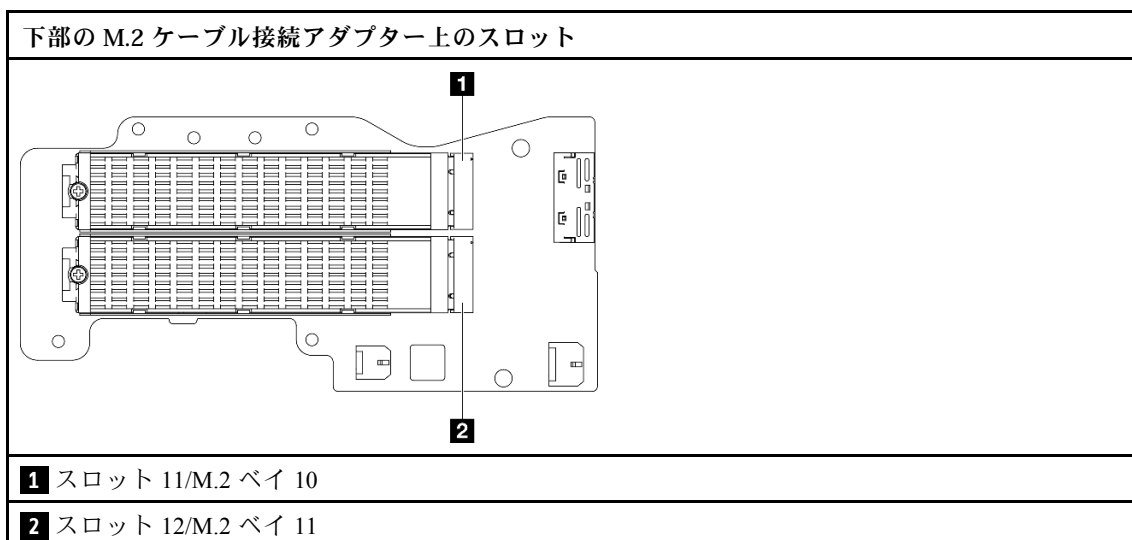 下部の M.2 ケーブル接続アダプター上のスロット
1
2
1 スロット 11/M.2 ベイ 10
2 スロット 12/M.2 ベイ 11